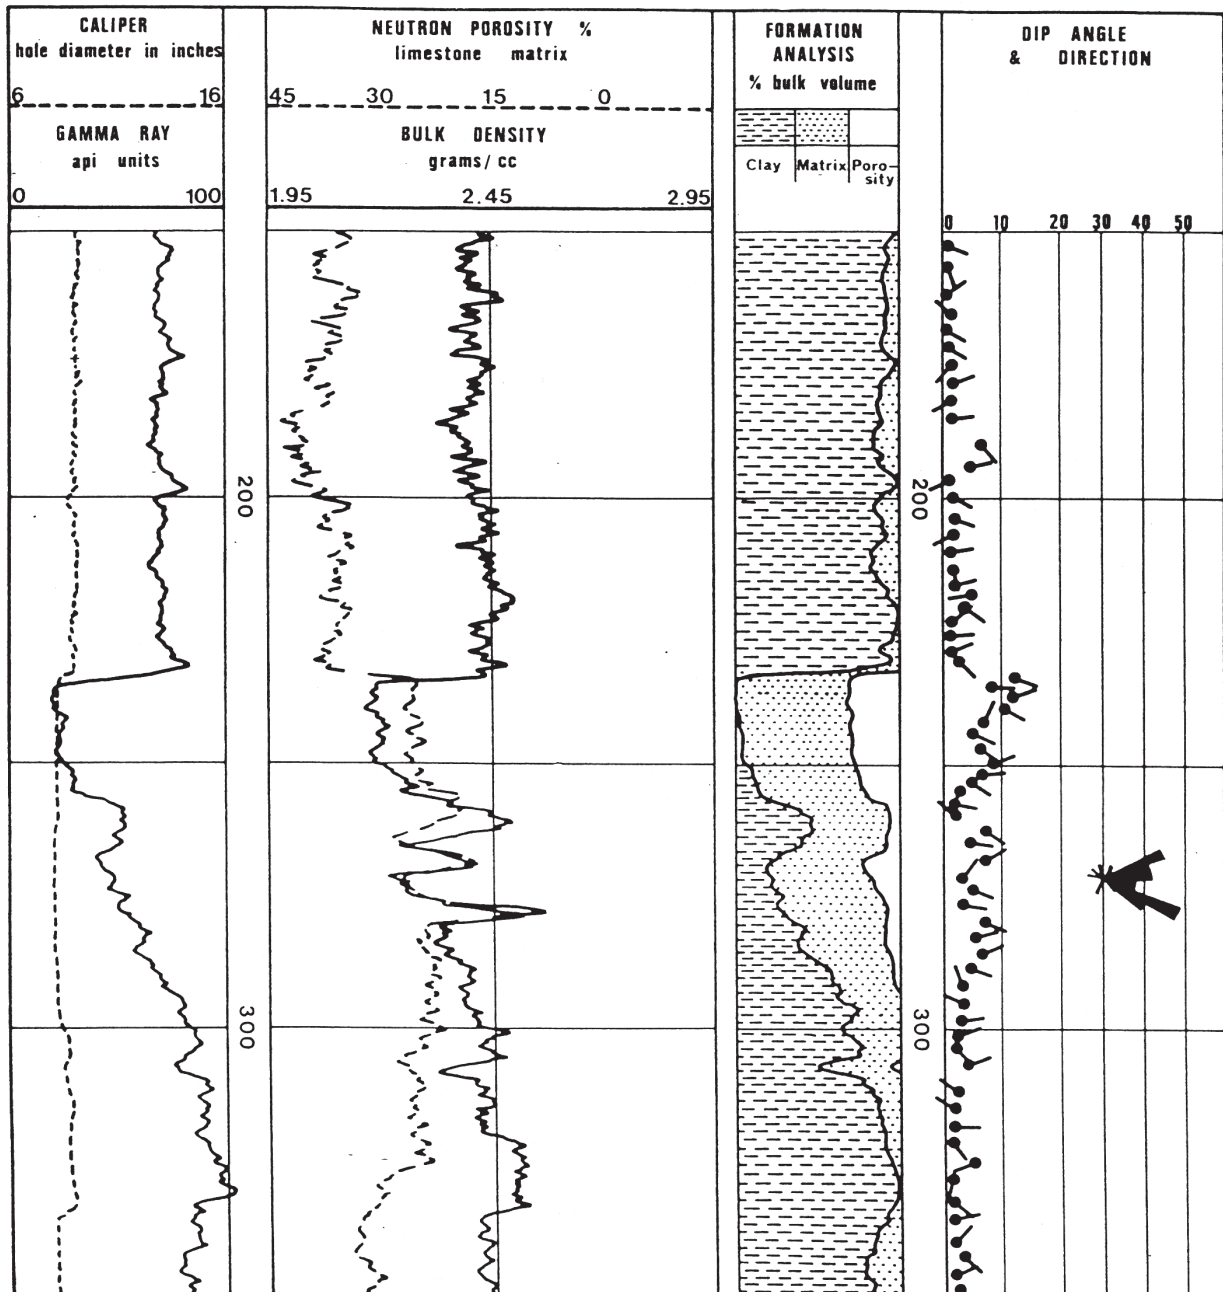 CALIPER
hole diameter in inches
6 16
GAMMA RAY
api units
0 100
NEUTRON POROSITY %
limestone matrix
45 30 15 0
BULK DENSITY
grams/cc
1.95 2.45 2.95
FORMATION
ANALYSIS
% bulk volume
Clay Matrix Poro-
sity
DIP ANGLE
& DIRECTION
0 10 20 30 40 50
200 200
300 300